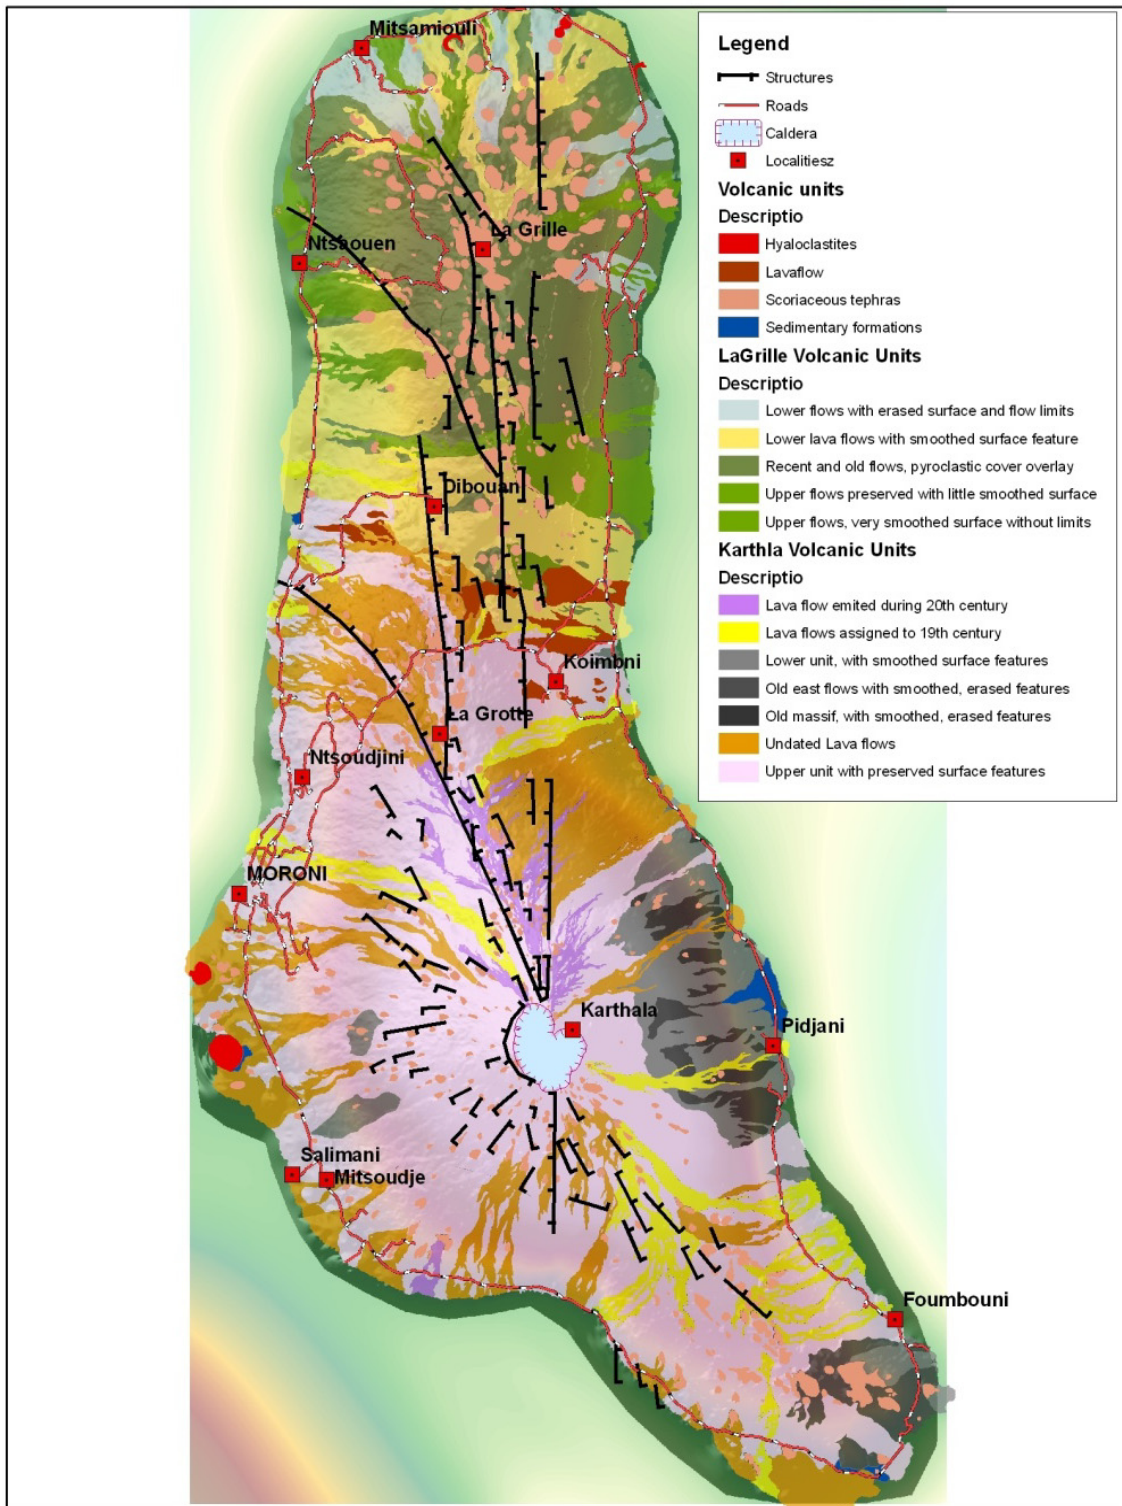 Mitsamiouli
Legend
Structures
Roads
Caldera
Localitiesz
Volcanic units
Descriptio
Hyaloclastites
Lavaflow
Scoriaceous tephras
Sedimentary formations
LaGrille Volcanic Units
Descriptio
Lower flows with erased surface and flow limits
Lower lava flows with smoothed surface feature
Recent and old flows, pyroclastic cover overlay
Upper flows preserved with little smoothed surface
Upper flows, very smoothed surface without limits
Karthla Volcanic Units
Descriptio
Lava flow emited during 20th century
Lava flows assigned to 19th century
Lower unit, with smoothed surface features
Old east flows with smoothed, erased features
Old massif, with smoothed, erased features
Undated Lava flows
Upper unit with preserved surface features
La Grille
Ntsaouen
Dibouan
Koimbni
La Grotte
Ntsoudjini
MORONI
Karthala
Pidjani
Salimani
Mitsoudje
Foumbouni